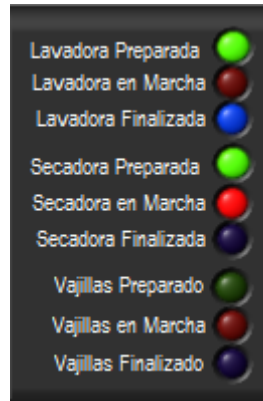 Lavadora Preparada
Lavadora en Marcha
Lavadora Finalizada
Secadora Preparada
Secadora en Marcha
Secadora Finalizada
Vajillas Preparado
Vajillas en Marcha
Vajillas Finalizado